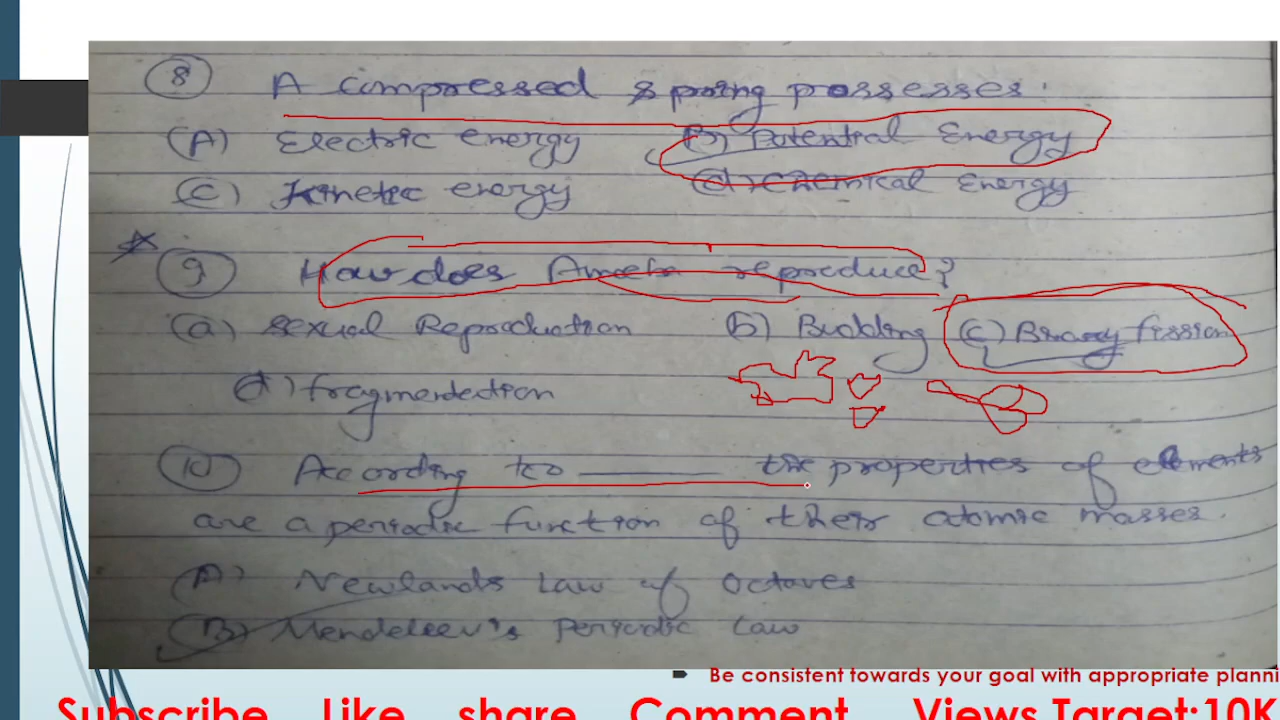 8 A compressed spring possesses.
(A) Electric energy (B) Potential Energy
(C) Kinetic energy (d) Chemical Energy
9 How does Ameba reproduce?
(a) Sexual Reproduction (b) Budding (c) Binary fission
(d) fragmentation
10 According to ______ the properties of elements
are a periodic function of their atomic masses.
(A) Newlands Law of Octaves
(B) Mendeleev's Periodic Law
Be consistent towards your goal with appropriate planni
Subscribe Like share Comment Views Target:10K